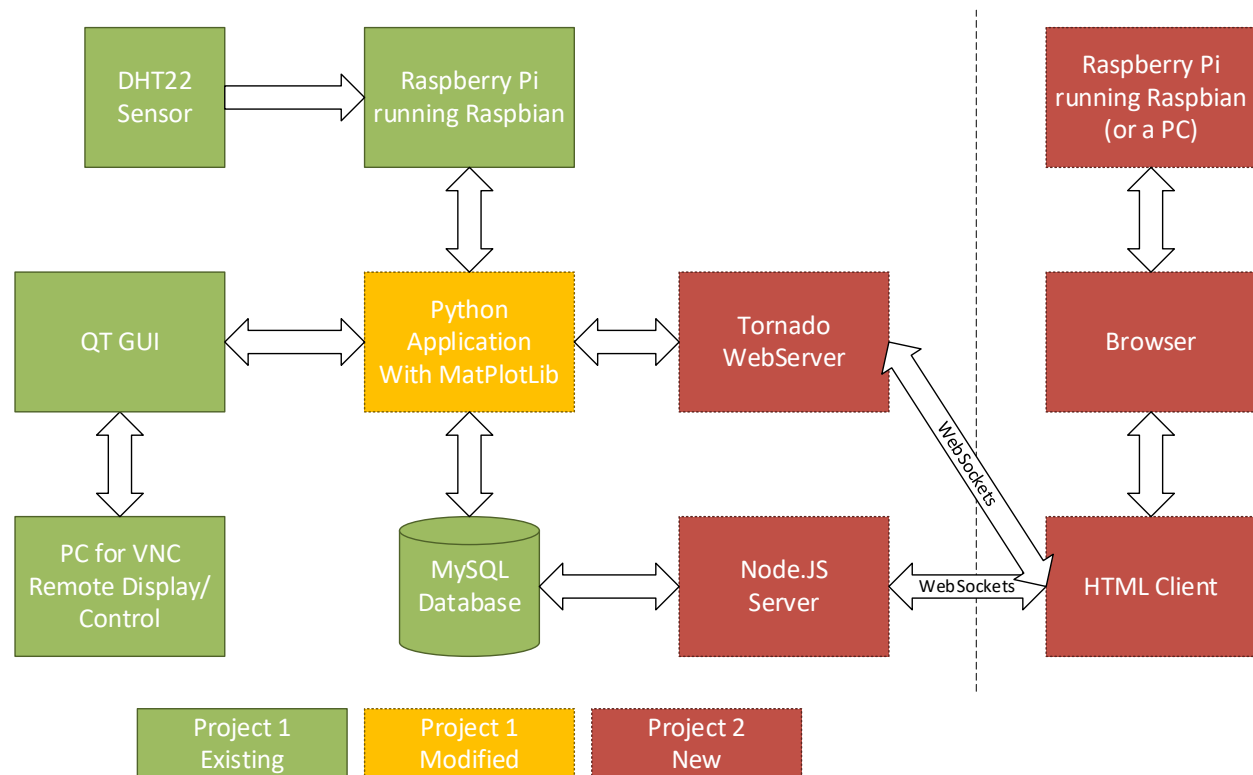 DHT22
Sensor
Raspberry Pi
running Raspbian
Raspberry Pi
running Raspbian
(or a PC)
QT GUI
Python
Application
With MatPlotLib
Tornado
WebServer
Browser
WebSockets
PC for VNC
Remote Display/
Control
MySQL
Database
Node.JS
Server
WebSockets
HTML Client
Project 1
Existing
Project 1
Modified
Project 2
New